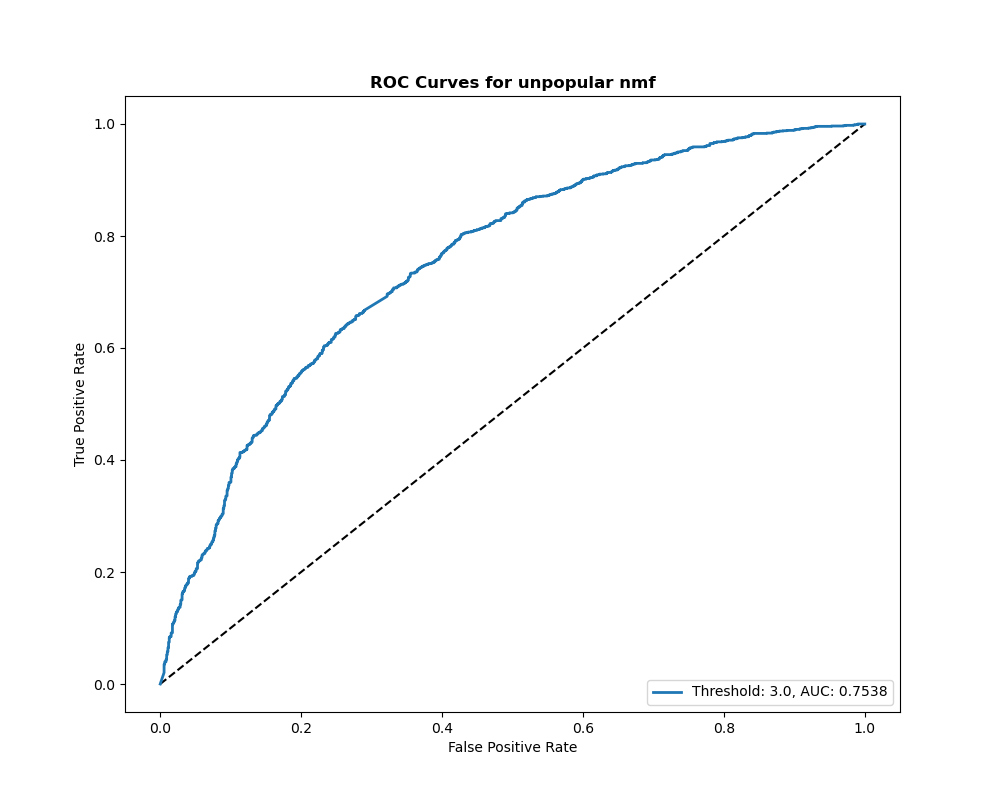 ROC Curves for unpopular nmf
True Positive Rate
1.0
0.8
0.6
0.4
0.2
0.0
Threshold: 3.0, AUC: 0.7538
0.0 0.2 0.4 0.6 0.8 1.0
False Positive Rate